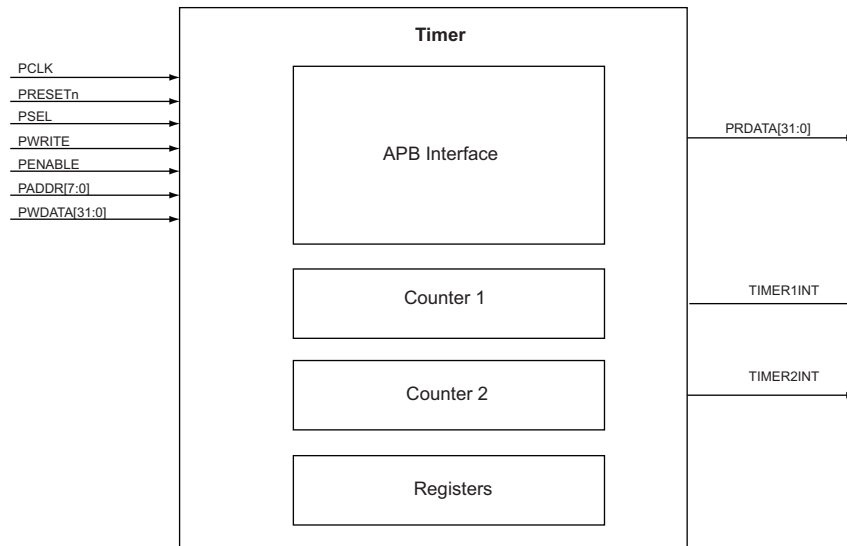 Timer
PCLK
PRESETn
PSEL
PWRITE
PENABLE
PADDR[7:0]
PWDATA[31:0]
APB Interface
PRDATA[31:0]
Counter 1
TIMER1INT
Counter 2
TIMER2INT
Registers